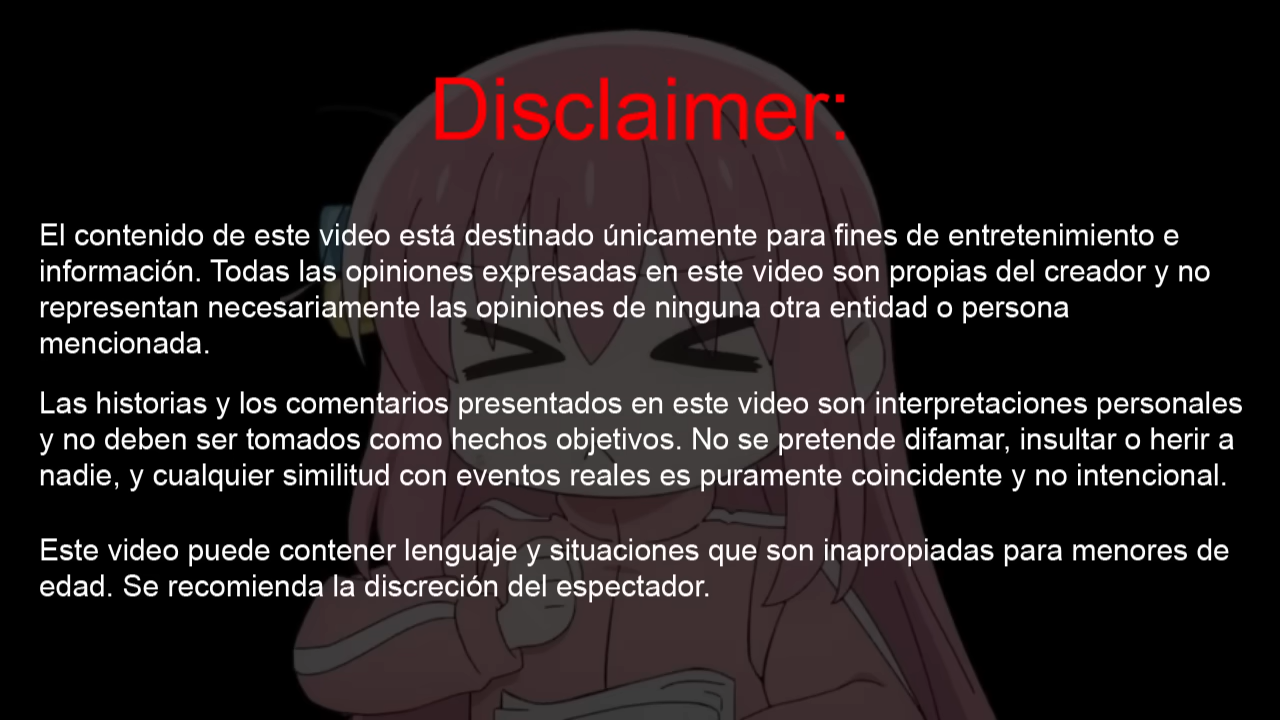 Disclaimer:
El contenido de este video está destinado únicamente para fines de entretenimiento e
información. Todas las opiniones expresadas en este video son propias del creador y no
representan necesariamente las opiniones de ninguna otra entidad o persona
mencionada.
Las historias y los comentarios presentados en este video son interpretaciones personales
y no deben ser tomados como hechos objetivos. No se pretende difamar, insultar o herir a
nadie, y cualquier similitud con eventos reales es puramente coincidente y no intencional.
Este video puede contener lenguaje y situaciones que son inapropiadas para menores de
edad. Se recomienda la discreción del espectador.